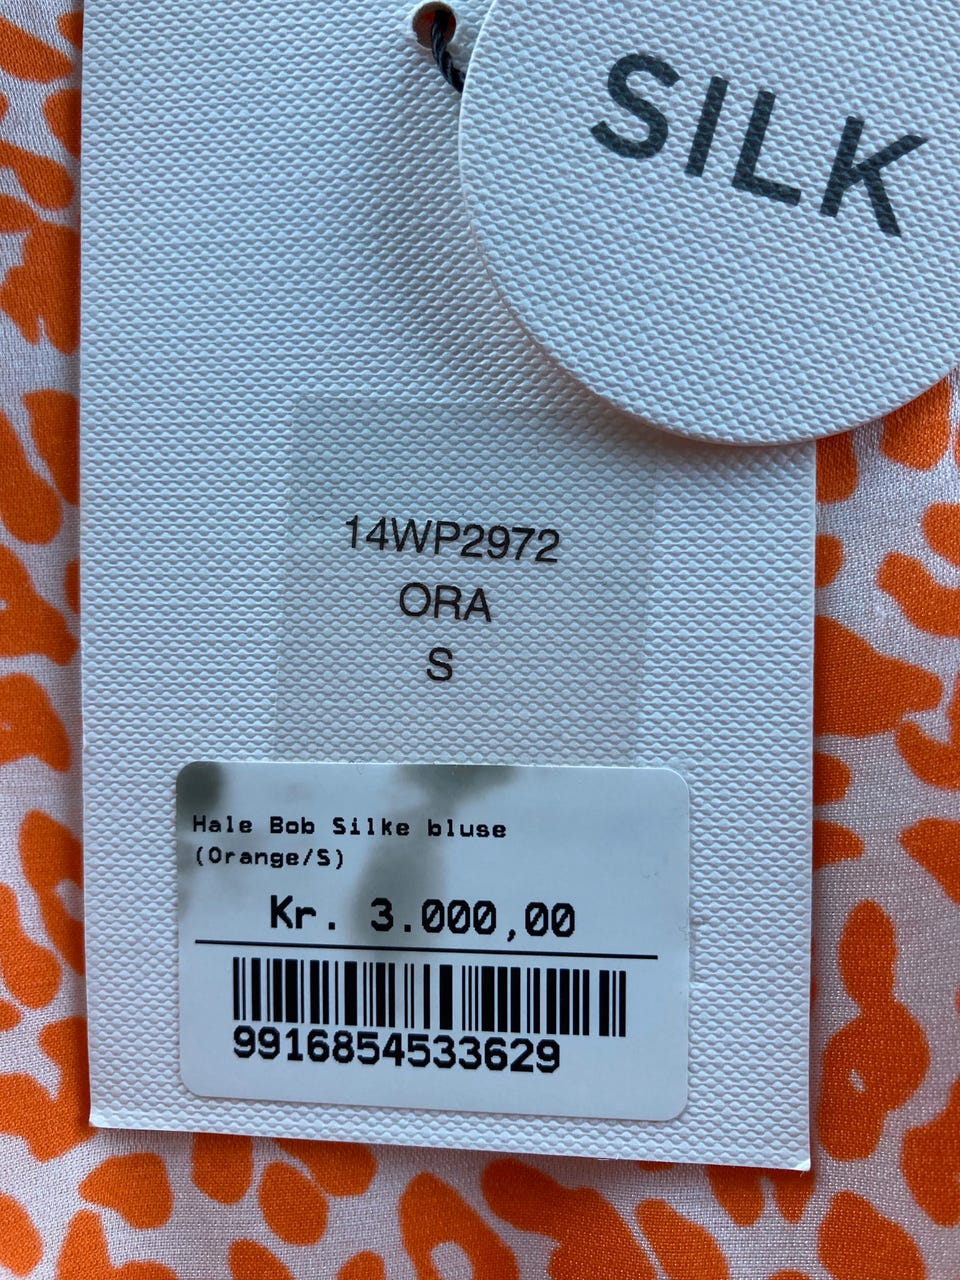 SILK
14WP2972
ORA
S
Hale Bob Silke bluse
(Orange/S)
Kr. 3.000,00
9916854533629